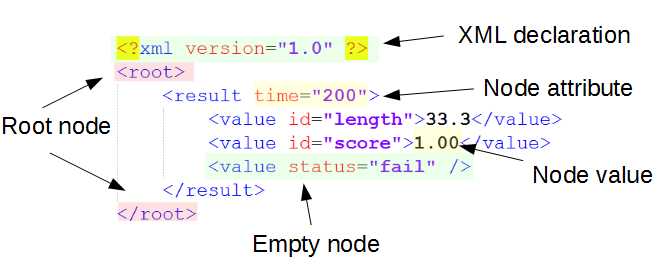 XML declaration
<?xml version="1.0" ?>
<root>
Node attribute
<result time="200">
Root node
<value id="length">33.3</value>
<value id="score">1.00</value>
<value status="fail" />
Node value
</result>
</root>
Empty node